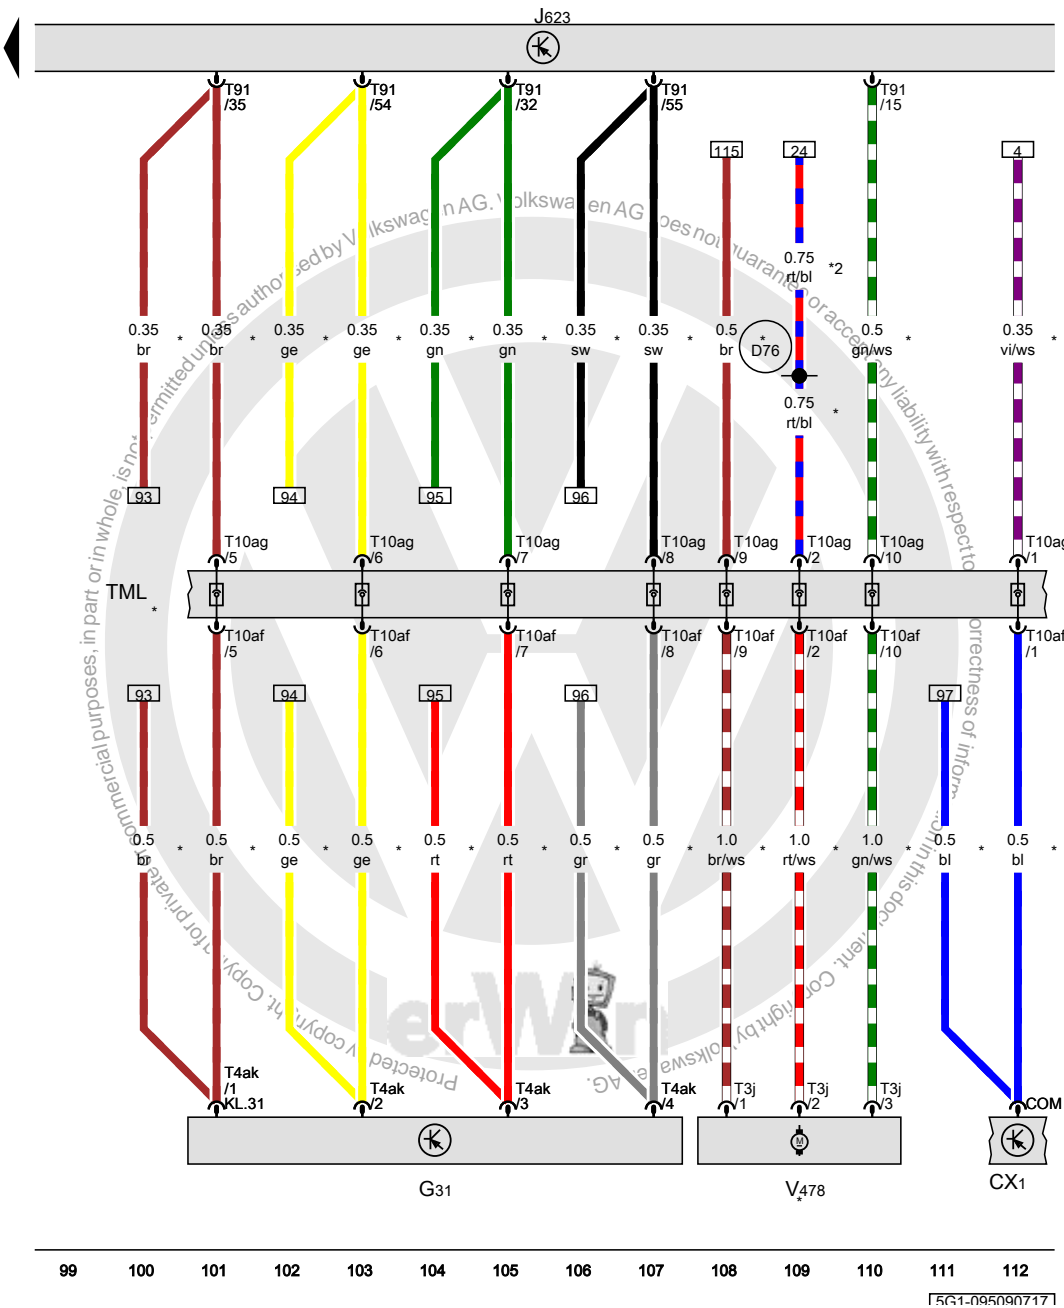 J623
T91 T91 T91 T91 T91
/35 /54 /32 /55 /15
115 24 4
0.75
rt/bl *2
0.35 * 0.35 * 0.35 * 0.35 * 0.35 * 0.35 * 0.35 * 0.35 * 0.5 * 0.5 * 0.35 *
br br ge ge gn gn sw sw br D76 gn/ws vi/ws
0.75 *
rt/bl
93 94 95 96
T10ag T10ag T10ag T10ag T10ag T10ag T10ag T10ag
/5 /6 /7 /8 /9 /2 /10 /1
TML *
T10af T10af T10af T10af T10af T10af T10af T10af
/5 /6 /7 /8 /9 /2 /10 /1
93 94 95 96 97
0.5 * 0.5 * 0.5 * 0.5 * 0.5 * 0.5 * 0.5 * 0.5 * 1.0 * 1.0 * 1.0 * 0.5 * 0.5 *
br br ge ge rt rt gr gr br/ws rt/ws gn/ws bl bl
T4ak T4ak T4ak T4ak T3j T3j T3j
/1 /2 /3 /4 /1 /2 /3
KL.31 COM
M
G31 V478 CX1
*
99 100 101 102 103 104 105 106 107 108 109 110 111 112
5G1-095090717